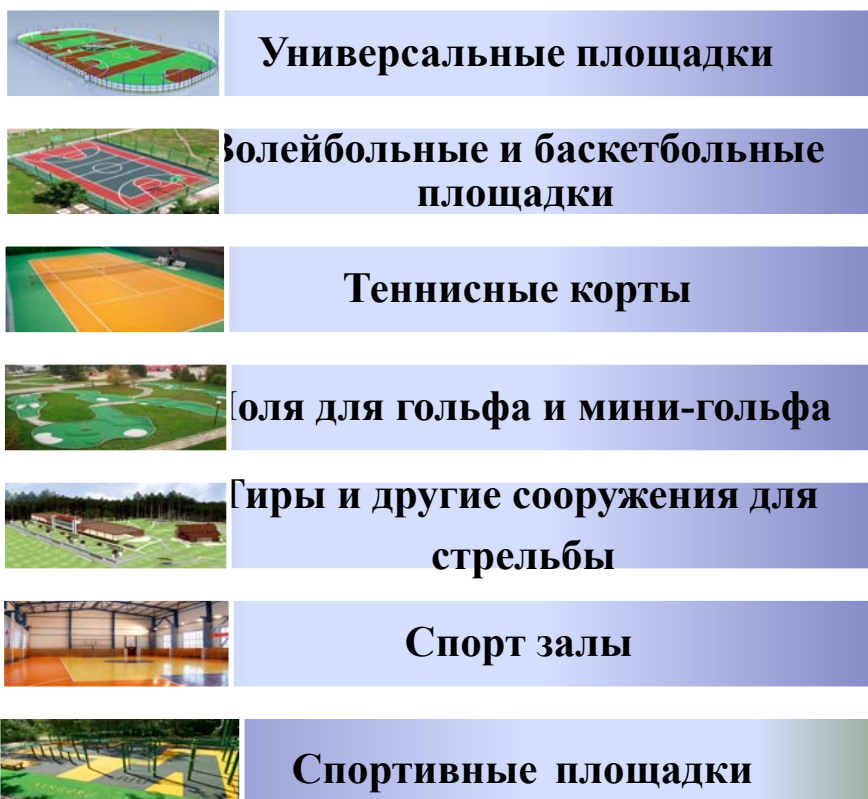 Универсальные площадки
Волейбольные и баскетбольные
площадки
Теннисные корты
Поля для гольфа и мини-гольфа
Тиры и другие сооружения для
стрельбы
Спорт залы
Спортивные площадки